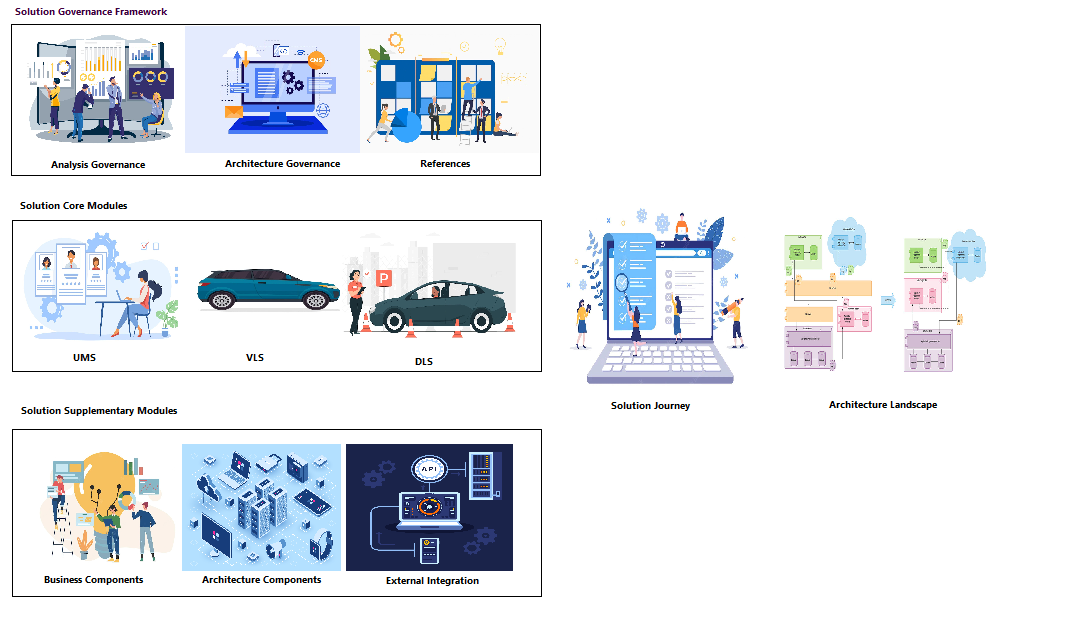 Solution Governance Framework
CMS
Analysis Governance
Architecture Governance
References
Solution Core Modules
P
UMS
VLS
DLS
Solution Journey
Architecture Landscape
Solution Supplementary Modules
API
Business Components
Architecture Components
External Integration